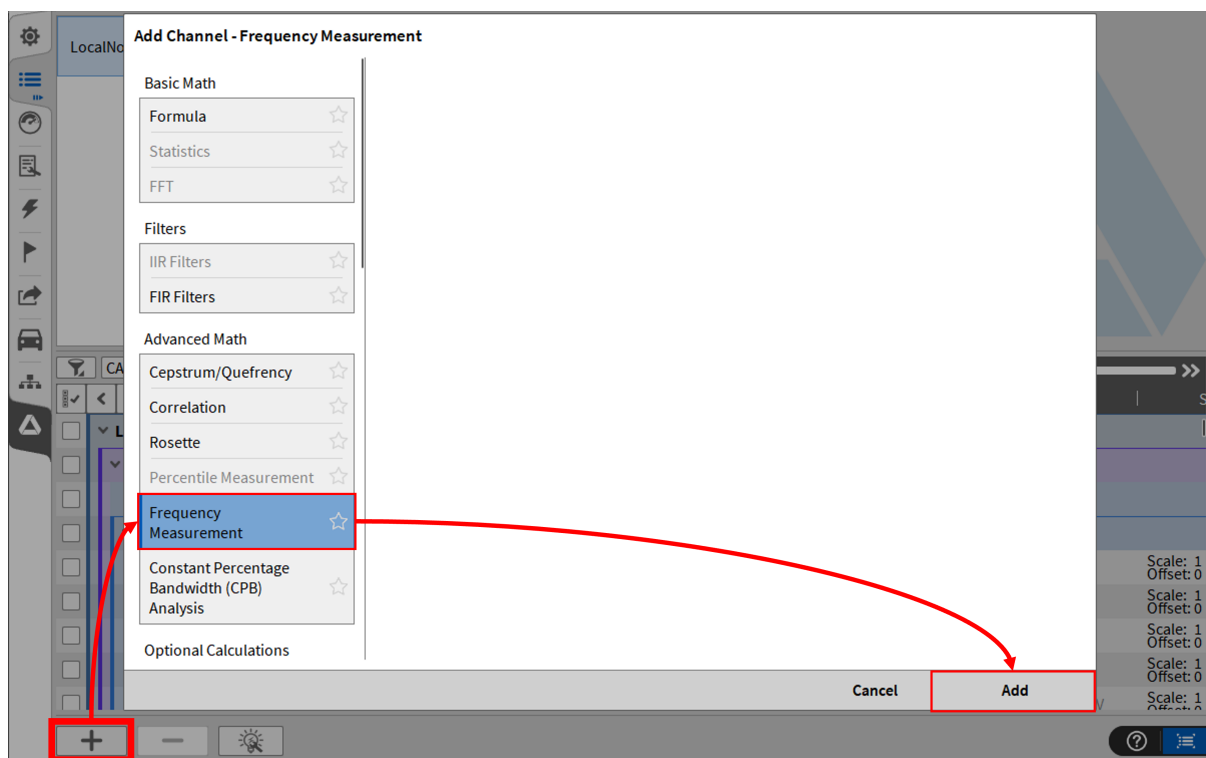 LocalNo
Add Channel - Frequency Measurement
Basic Math
Formula
Statistics
FFT
Filters
IIR Filters
FIR Filters
Advanced Math
CA
Cepstrum/Quefrency
Correlation
L
Rosette
Percentile Measurement
Frequency
Measurement
Constant Percentage
Bandwidth (CPB)
Analysis
Optional Calculations
Cancel
Add
S
Scale: 1
Offset: 0
Scale: 1
Offset: 0
Scale: 1
Offset: 0
Scale: 1
Offset: 0
Scale: 1
Offset: 0
V